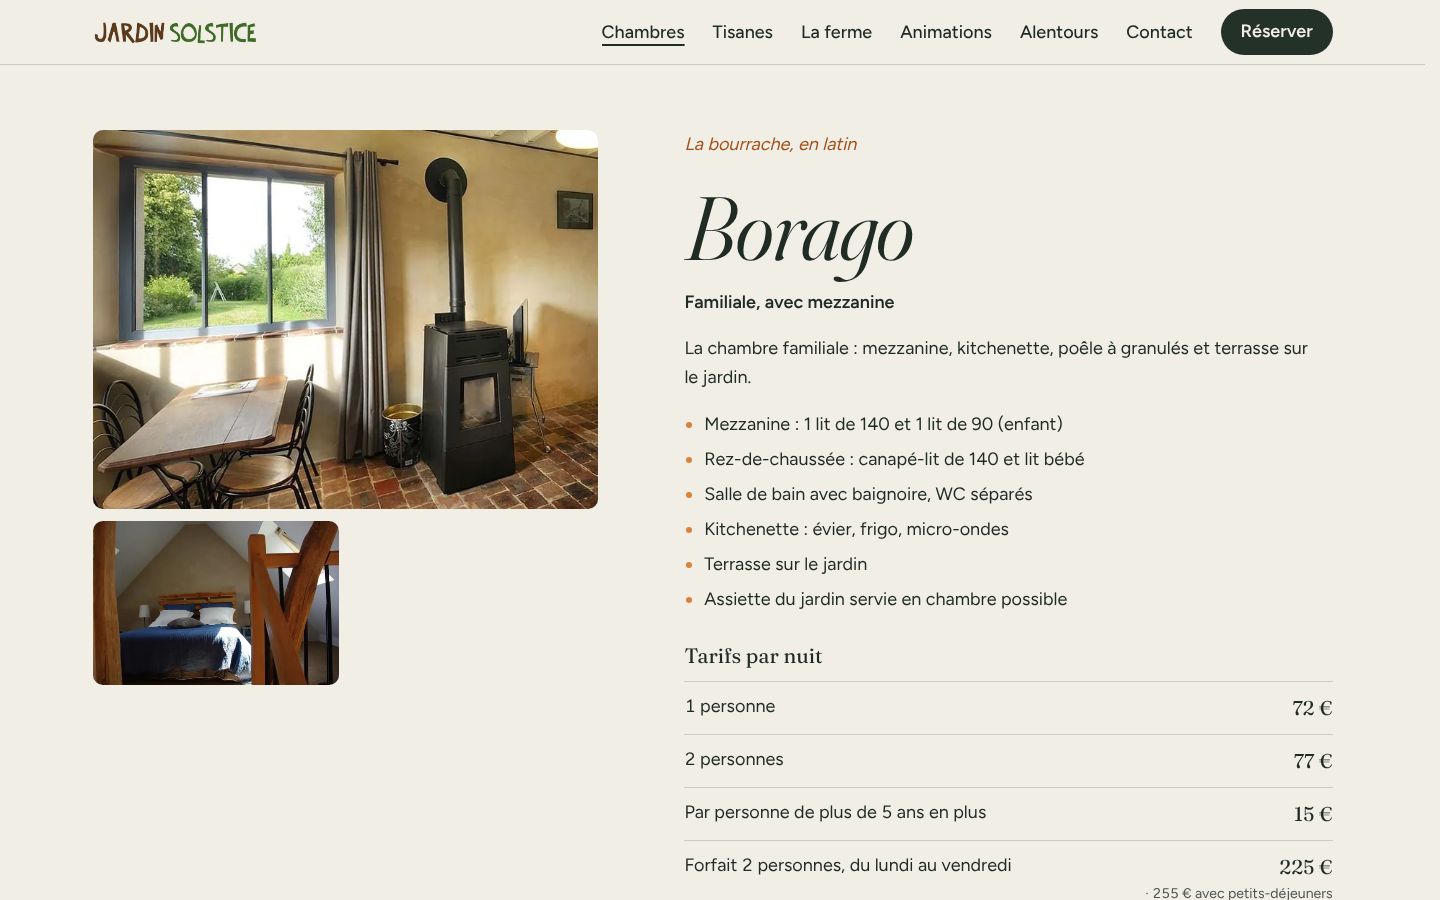 JARDIN SOLSTICE
Chambres
Tisanes
La ferme
Animations
Alentours
Contact
Réserver
La bourrache, en latin
Borago
Familiale, avec mezzanine
La chambre familiale : mezzanine, kitchenette, poêle à granulés et terrasse sur
le jardin.
Mezzanine : 1 lit de 140 et 1 lit de 90 (enfant)
Rez-de-chaussée : canapé-lit de 140 et lit bébé
Salle de bain avec baignoire, WC séparés
Kitchenette : évier, frigo, micro-ondes
Terrasse sur le jardin
Assiette du jardin servie en chambre possible
Tarifs par nuit
1 personne 72 €
2 personnes 77 €
Par personne de plus de 5 ans en plus 15 €
Forfait 2 personnes, du lundi au vendredi 225 €
· 255 € avec petits-déjeuners